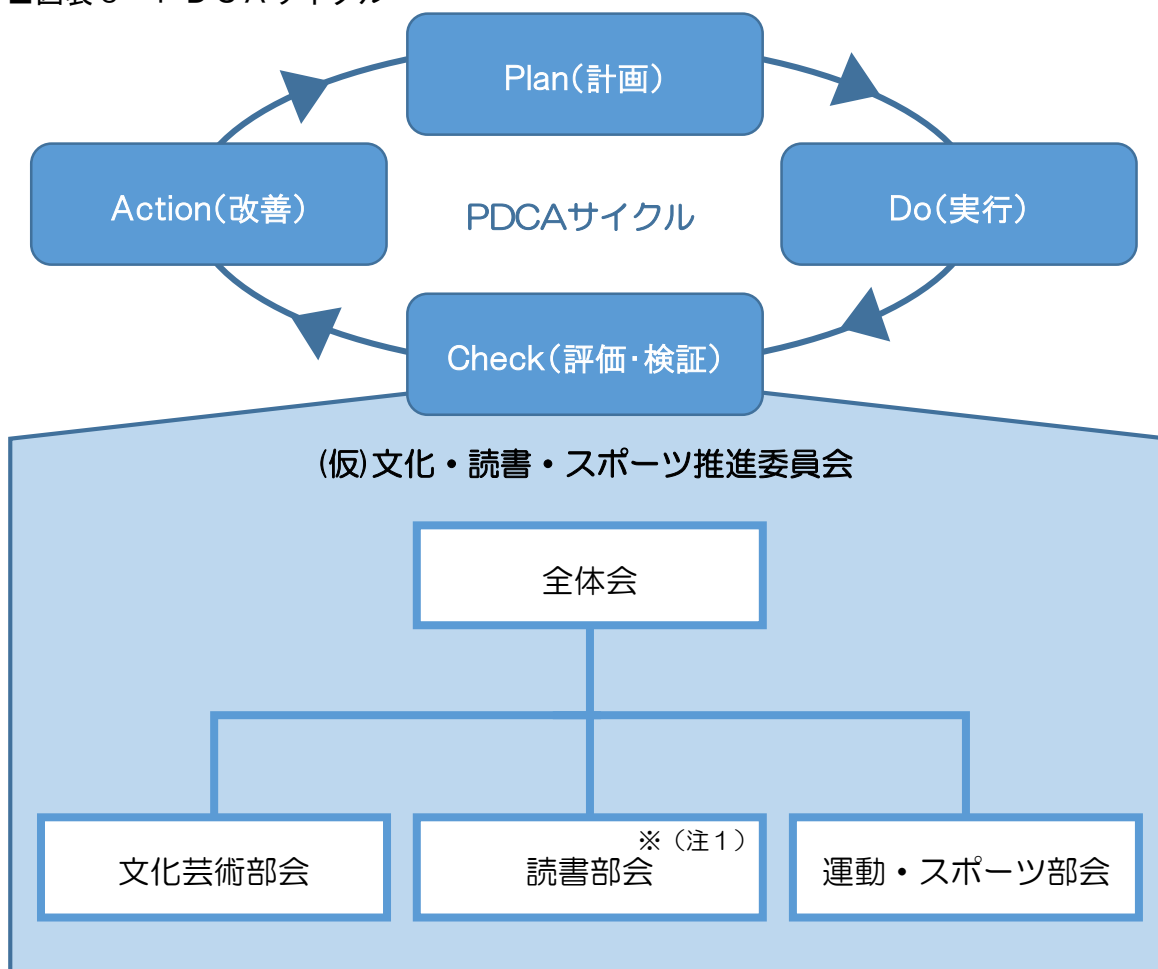 Plan(計画)
Action(改善)
PDCAサイクル
Do(実行)
Check(評価・検証)
(仮)文化・読書・スポーツ推進委員会
全体会
文化芸術部会
※（注１）
読書部会
運動・スポーツ部会